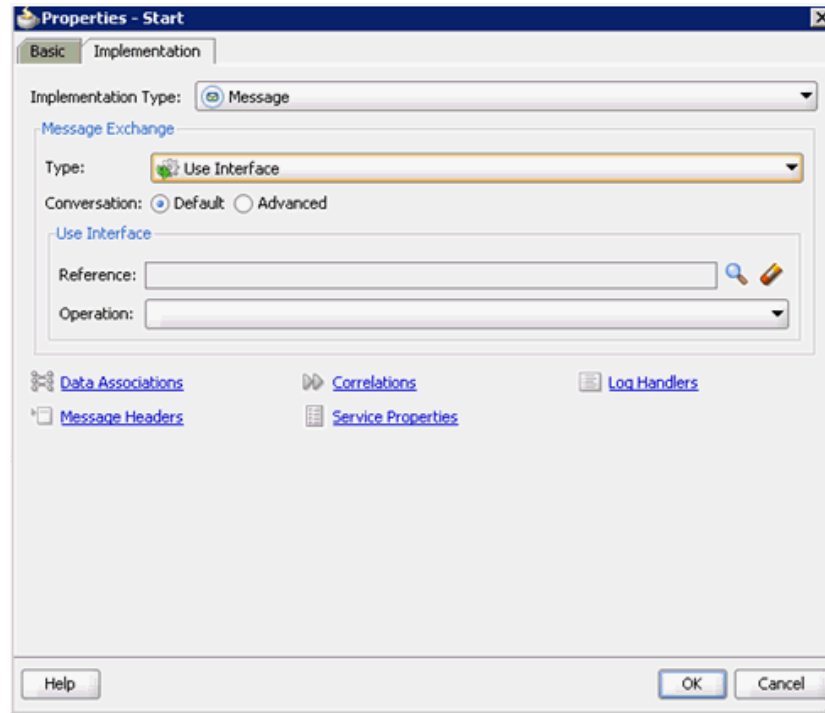 Properties - Start
Basic Implementation
Implementation Type: Message
Message Exchange
Type: Use Interface
Conversation: Default Advanced
Use Interface
Reference:
Operation:
Data Associations Correlations Log Handlers
Message Headers Service Properties
Help OK Cancel